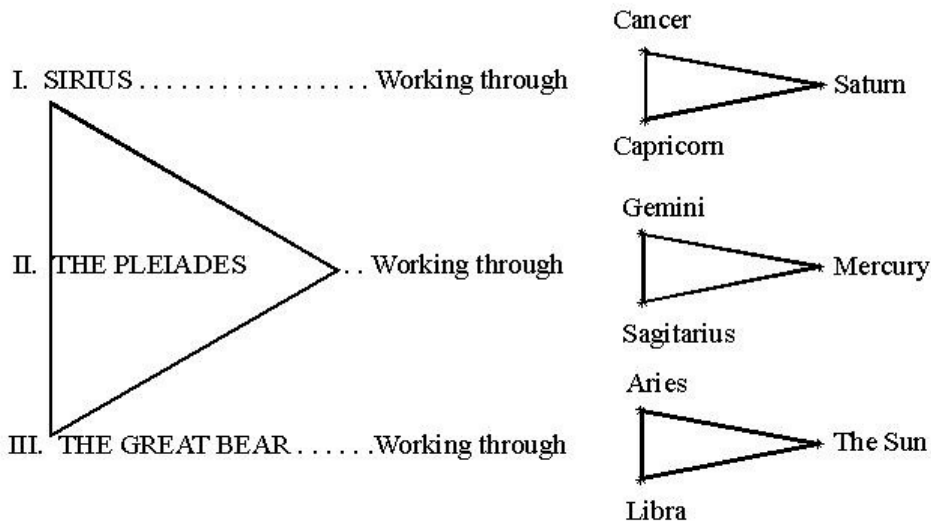 Cancer
I. SIRIUS . . . . . . . . . . . . . . . . . Working through
Saturn
Capricorn
Gemini
II. THE PLEIADES . . Working through
Mercury
Sagitarius
Aries
III. THE GREAT BEAR . . . . . . Working through
The Sun
Libra